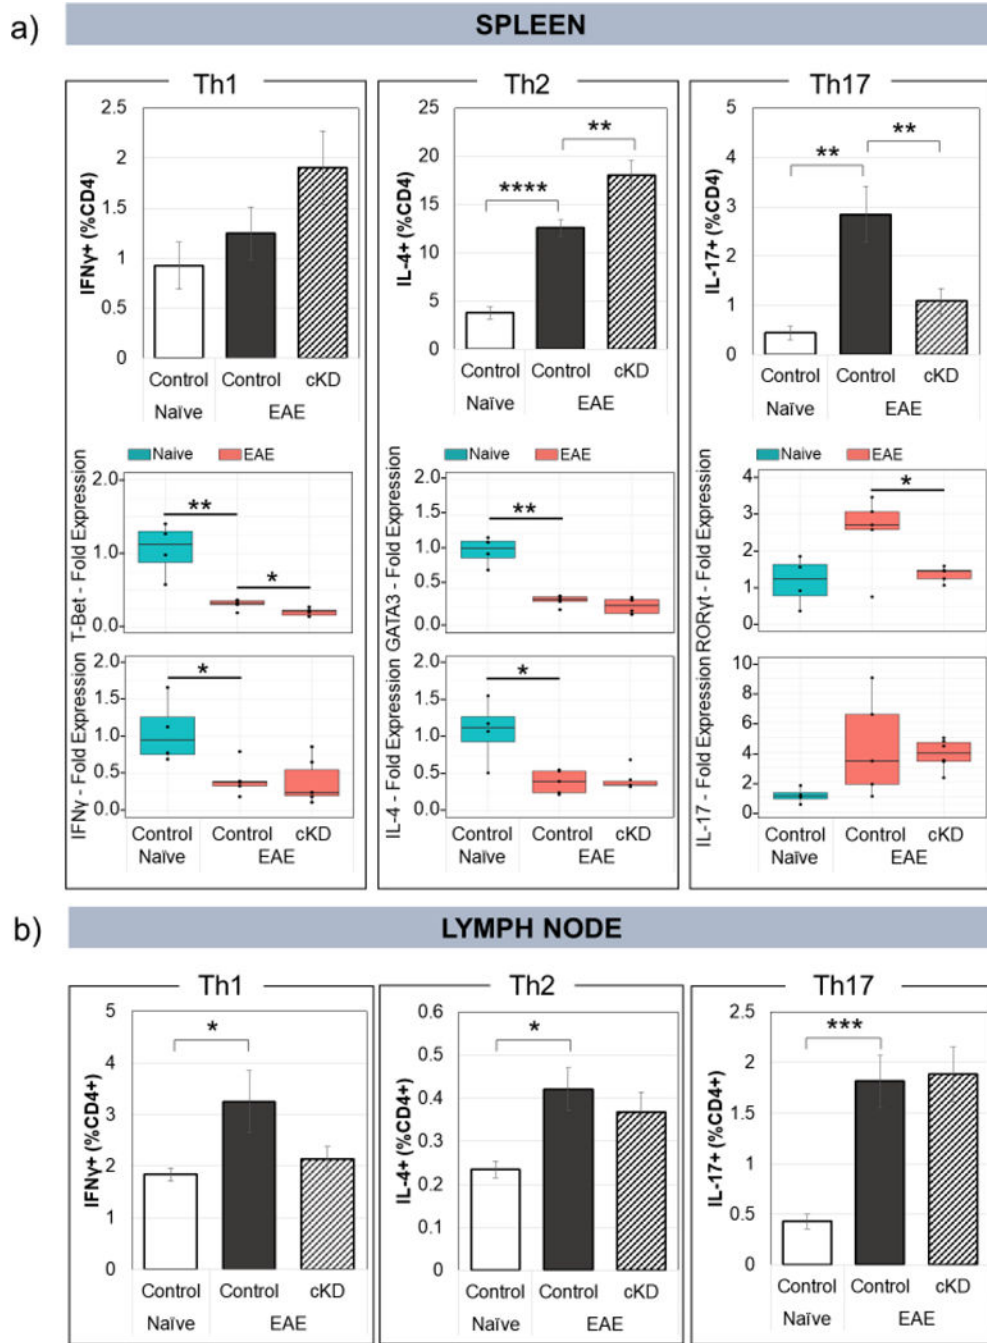 a)
SPLEEN
Th1
IFNγ+ (%CD4)
2.5
2
1.5
1
0.5
0
Control Control cKD
Naïve EAE
Th2
IL-4+ (%CD4)
25
20
15
10
5
0
**** **
Control Control cKD
Naïve EAE
Th17
IL-17+ (%CD4)
5
4
3
2
1
0
** **
Control Control cKD
Naïve EAE
Naive EAE
T-Bet - Fold Expression
2.0
1.0
0.0
** *
IFNγ - Fold Expression
2.0
1.5
1.0
0.5
0.0
*
Control Control cKD
Naïve EAE
Naive EAE
GATA3 - Fold Expression
2.0
1.0
0.5
0.0
**
IL-4 - Fold Expression
2.0
1.5
1.0
0.5
0.0
*
Control Control cKD
Naïve EAE
Naive EAE
RORγt - Fold Expression
4
3
2
1
0
*
IL-17 - Fold Expression
10
8
6
4
2
0
Control Control cKD
Naïve EAE
b)
LYMPH NODE
Th1
IFNγ+ (%CD4+)
5
4
3
2
1
0
*
Control Control cKD
Naïve EAE
Th2
IL-4+ (%CD4+)
0.6
0.5
0.4
0.3
0.2
0.1
0
*
Control Control cKD
Naïve EAE
Th17
IL-17+ (%CD4+)
2.5
2
1.5
1
0.5
0
***
Control Control cKD
Naïve EAE